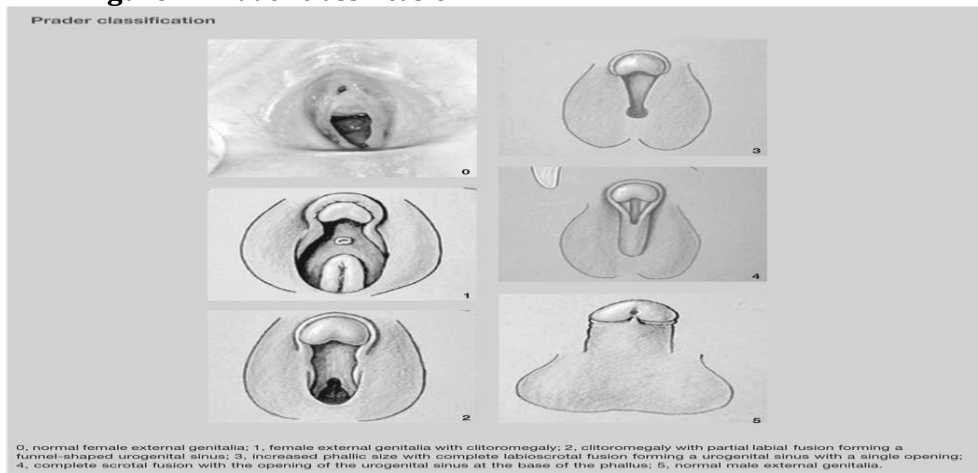 Prader classification
0
3
1
4
2
5
0, normal female external genitalia; 1, female external genitalia with clitoromegaly; 2, clitoromegaly with partial labial fusion forming a
funnel-shaped urogenital sinus; 3, increased phallic size with complete labioscrotal fusion forming a urogenital sinus with a single opening;
4, complete scrotal fusion with the opening of the urogenital sinus at the base of the phallus; 5, normal male external genitalia.